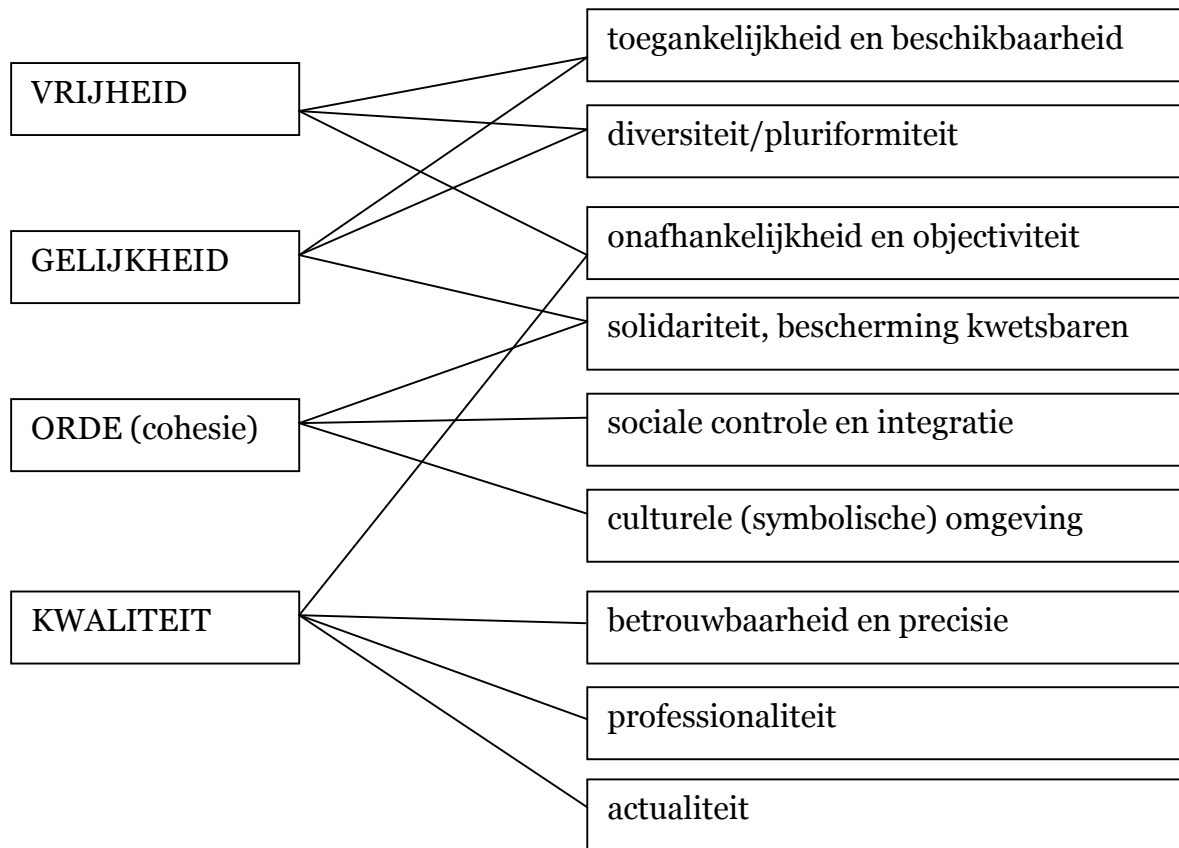 VRIJHEID
GELIJKHEID
ORDE (cohesie)
KWALITEIT
toegankelijkheid en beschikbaarheid
diversiteit/pluriformiteit
onafhankelijkheid en objectiviteit
solidariteit, bescherming kwetsbaren
sociale controle en integratie
culturele (symbolische) omgeving
betrouwbaarheid en precisie
professionaliteit
actualiteit